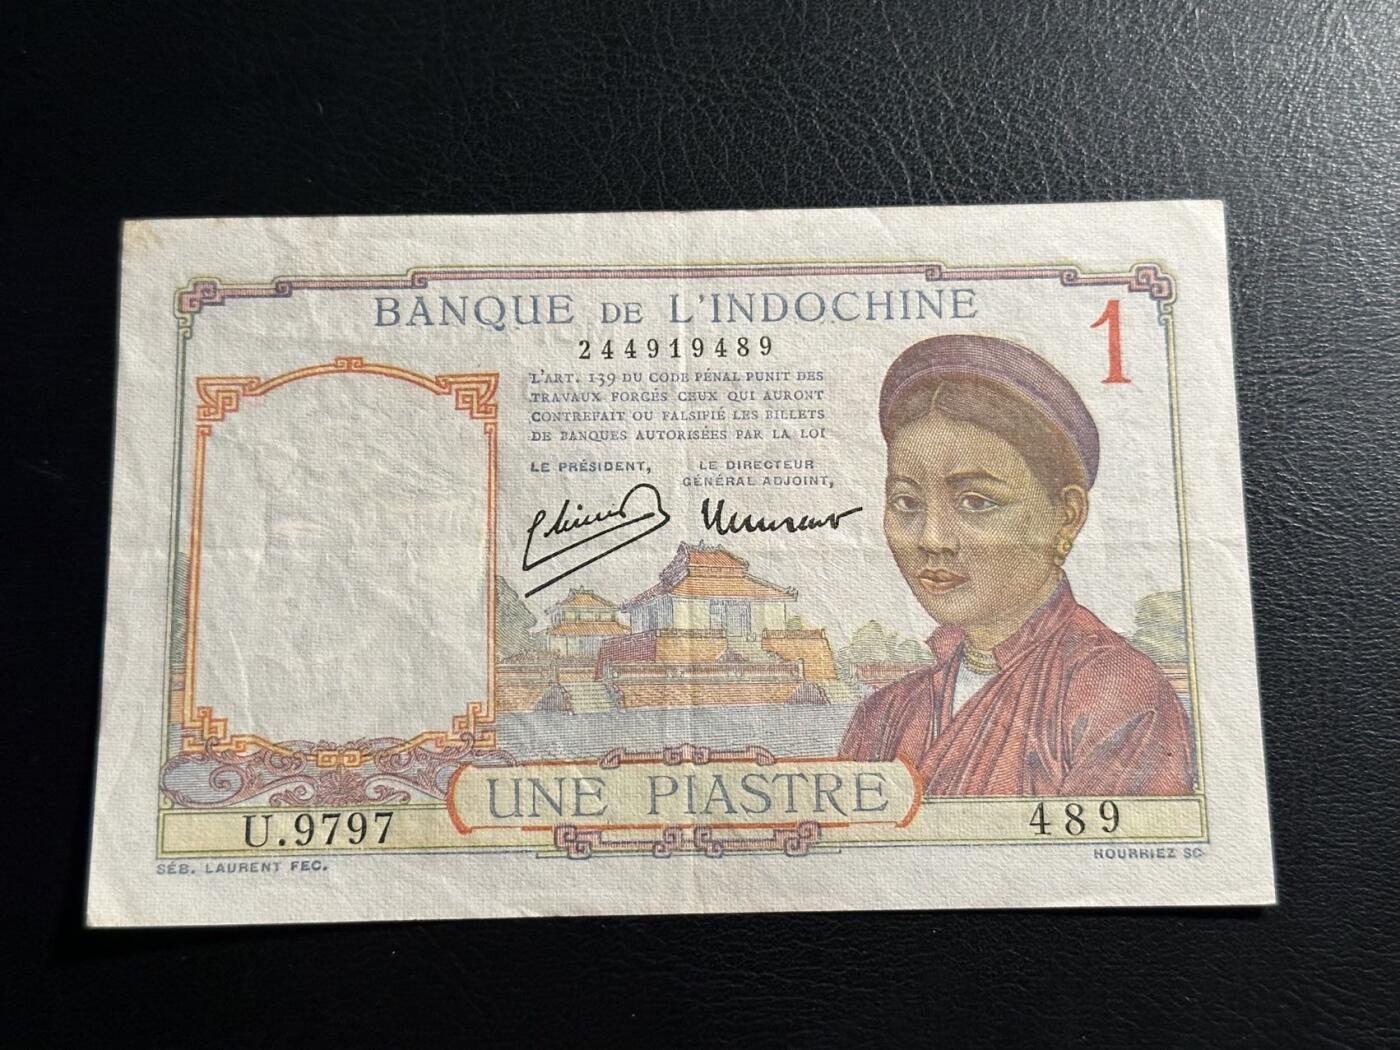 BANQUE DE L'INDOCHINE
1
244919489
L'ART. 139 DU CODE PÉNAL PUNIT DES
TRAVAUX FORCÉS CEUX QUI AURONT
CONTREFAIT OU FALSIFIÉ LES BILLETS
DE BANQUES AUTORISÉES PAR LA LOI
LE PRÉSIDENT, LE DIRECTEUR
GÉNÉRAL ADJOINT,
UNE PIASTRE
U.9797 489
SÉB. LAURENT FEC. HOURRIEZ SC